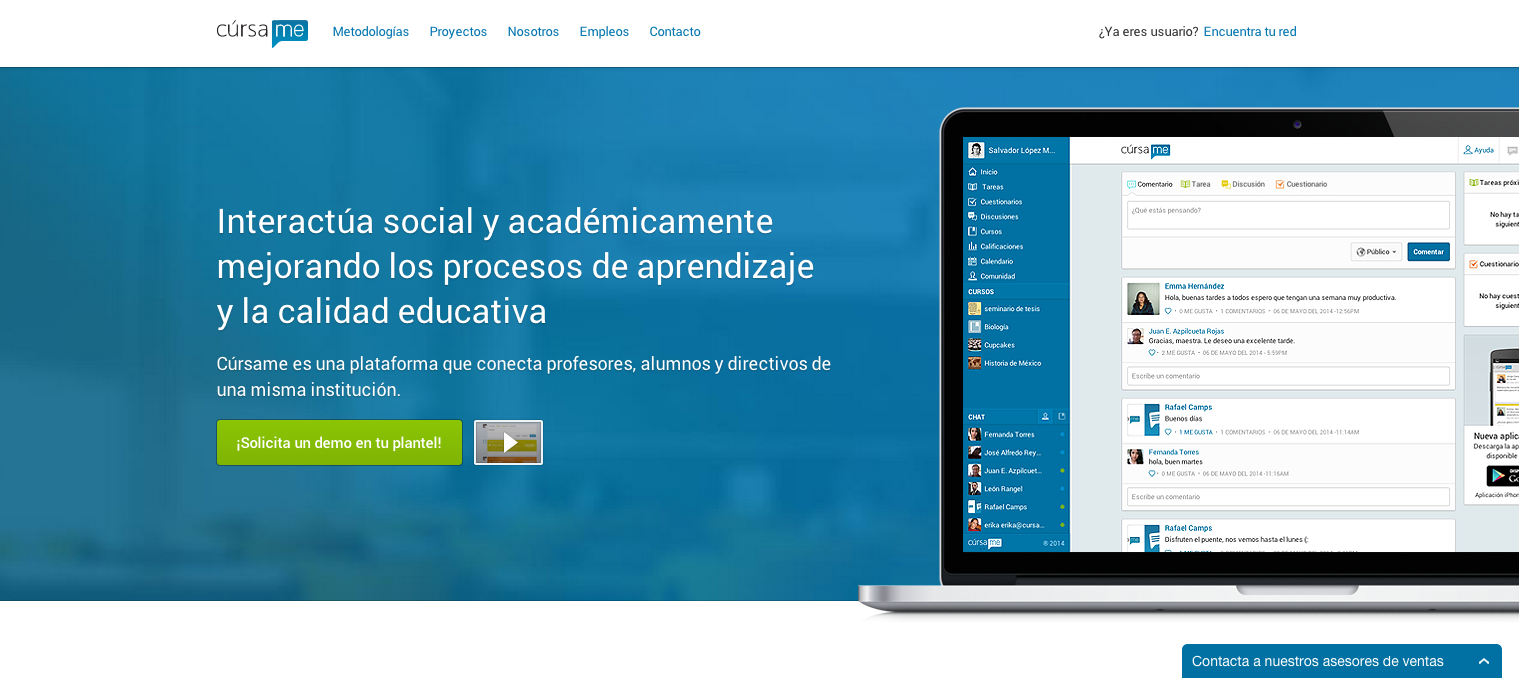 cúrsame
Metodologías Proyectos Nosotros Empleos Contacto
¿Ya eres usuario? Encuentra tu red
Interactúa social y académicamente
mejorando los procesos de aprendizaje
y la calidad educativa
Cúrsame es una plataforma que conecta profesores, alumnos y directivos de
una misma institución.
¡Solicita un demo en tu plantel!
Salvador López M...
Inicio
Tareas
Cuestionarios
Discusiones
Cursos
Calificaciones
Calendario
Comunidad
CURSOS
seminario de tesis
Biología
Cupcakes
Historia de México
CHAT
Fernanda Torres
José Alfredo Rey...
Juan E. Azpilcuet...
León Rangel
Rafael Camps
erika erika@cursa...
cúrsame ® 2014
cúrsame
Ayuda
Comentario Tarea Discusión Cuestionario
¿Qué estás pensando?
Público Comentar
Emma Hernández
Hola, buenas tardes a todos espero que tengan una semana muy productiva.
0 ME GUSTA • 1 COMENTARIOS • 06 DE MAYO DEL 2014 -12:56PM
Juan E. Azpilcueta Rojas
Gracias, maestra. Le deseo una excelente tarde.
2 ME GUSTA • 06 DE MAYO DEL 2014 - 5:59PM
Escribe un comentario
Rafael Camps
Buenos días
1 ME GUSTA • 1 COMENTARIOS • 06 DE MAYO DEL 2014 -11:14AM
Fernanda Torres
hola, buen martes
0 ME GUSTA • 06 DE MAYO DEL 2014 -11:16AM
Escribe un comentario
Rafael Camps
Disfruten el puente, nos vemos hasta el lunes (:
Tareas próxi
No hay ta
siguient
Cuestionario
No hay cuest
siguient
Nueva aplic
Descarga la ap
disponible
Aplicación iPhon
Contacta a nuestros asesores de ventas